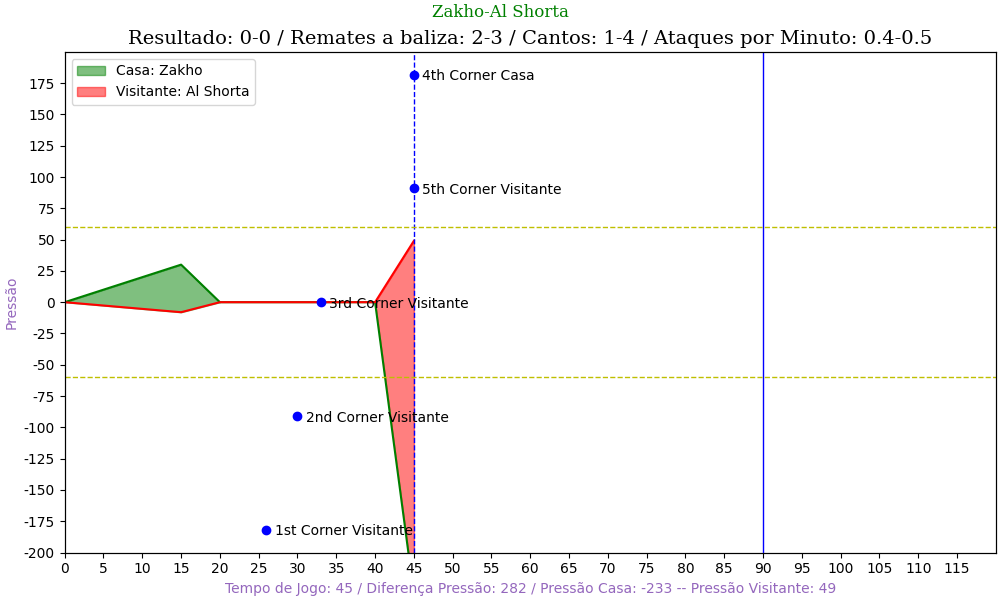 Zakho-Al Shorta
Resultado: 0-0 / Remates a baliza: 2-3 / Cantos: 1-4 / Ataques por Minuto: 0.4-0.5
Casa: Zakho
Visitante: Al Shorta
4th Corner Casa
5th Corner Visitante
3rd Corner Visitante
2nd Corner Visitante
1st Corner Visitante
Pressão
175
150
125
100
75
50
25
0
-25
-50
-75
-100
-125
-150
-175
-200
0 5 10 15 20 25 30 35 40 45 50 55 60 65 70 75 80 85 90 95 100 105 110 115
Tempo de Jogo: 45 / Diferença Pressão: 282 / Pressão Casa: -233 -- Pressão Visitante: 49